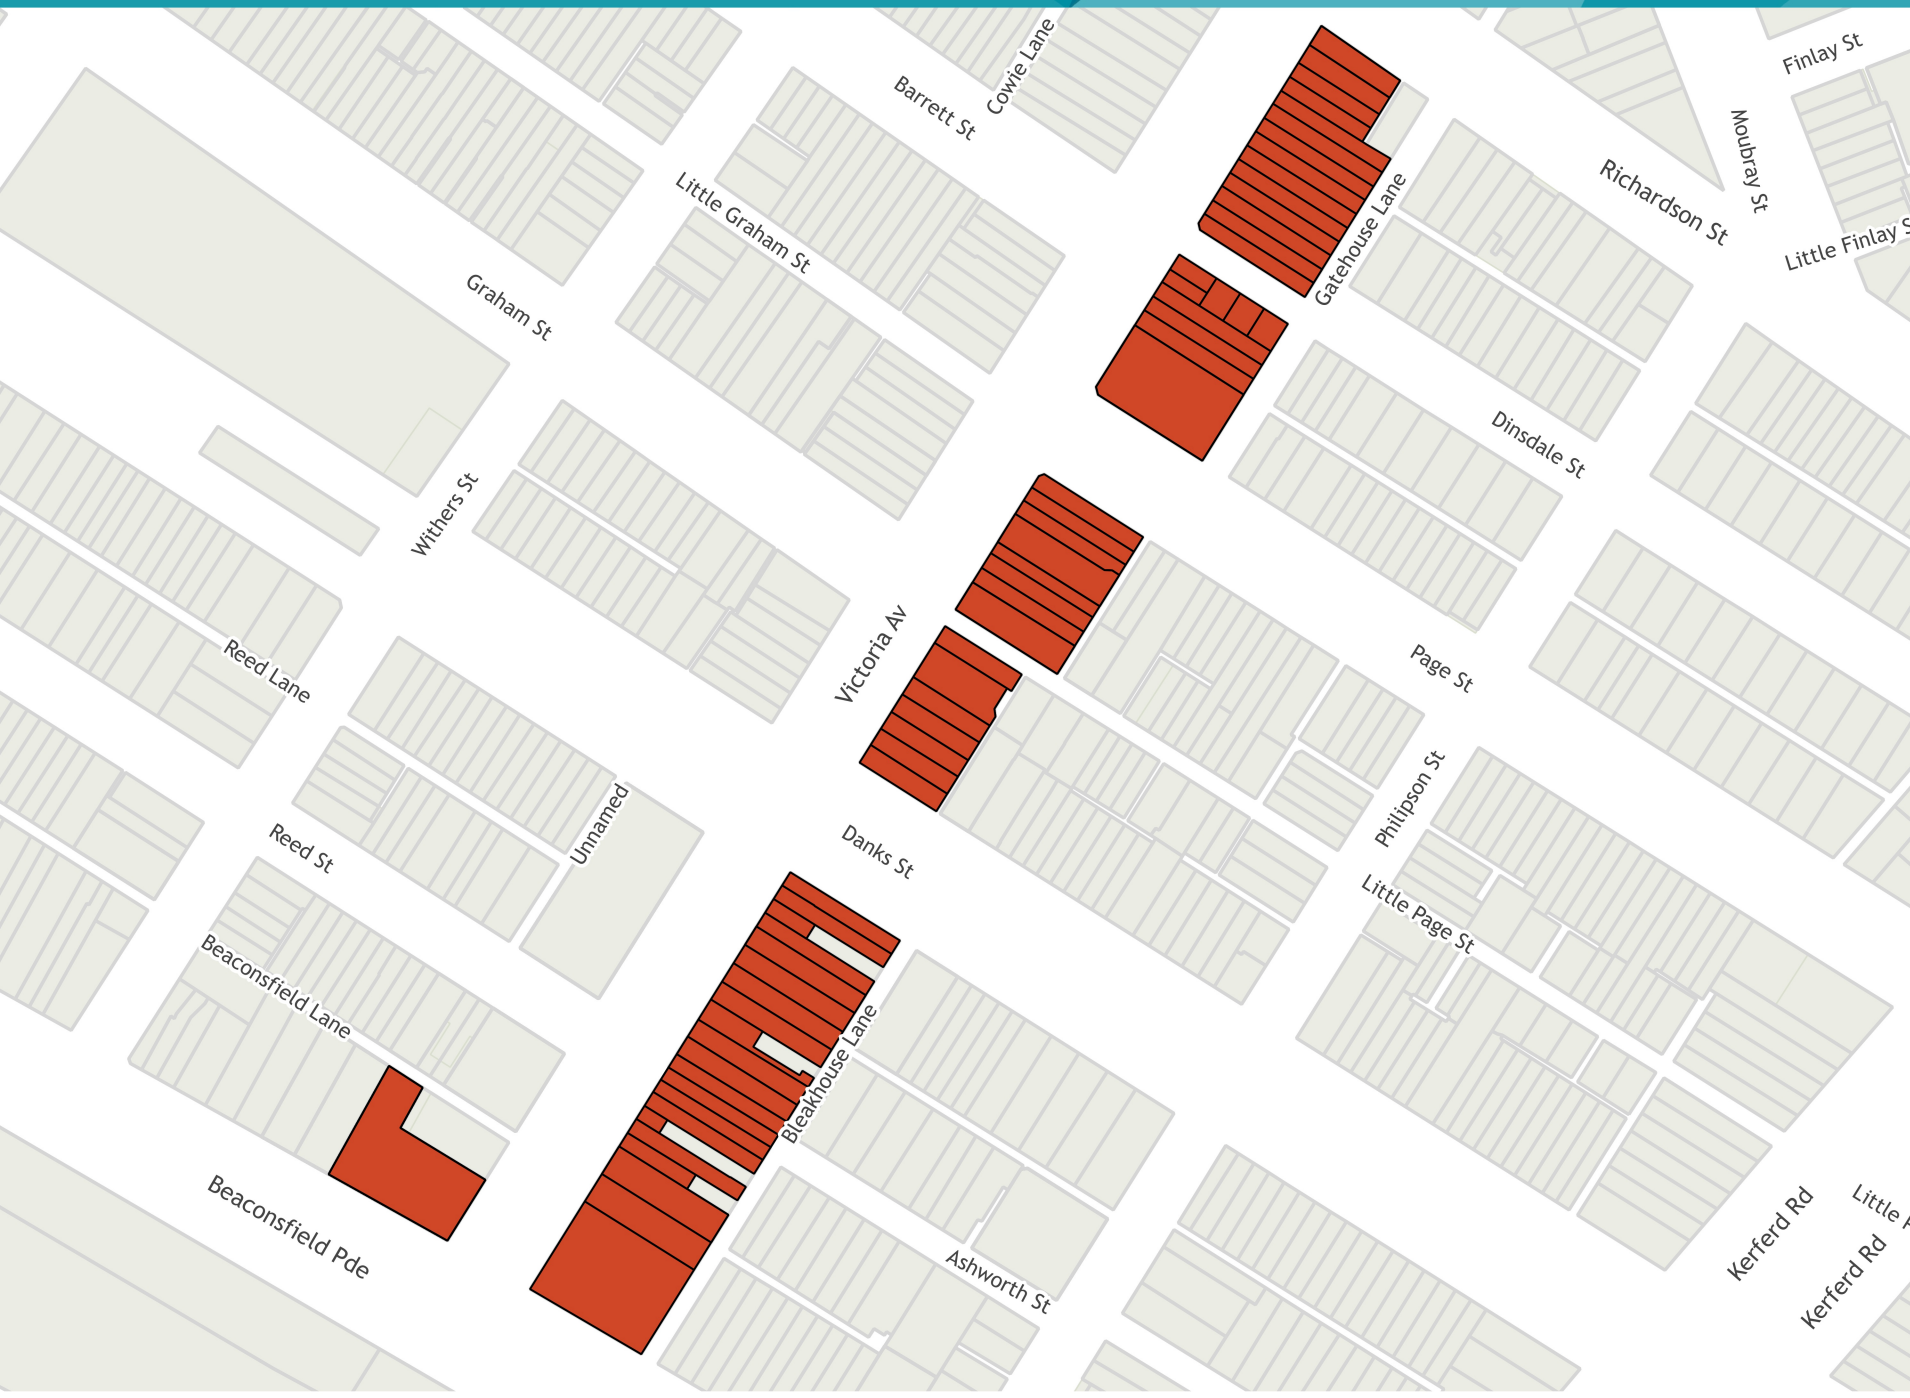 Cowie Lane
Finlay St
Barrett St
Moubray St
Richardson St
Little Graham St
Gatehouse Lane
Little Finlay S
Graham St
Dinsdale St
Withers St
Victoria Av
Reed Lane
Page St
Unnamed
Philipson St
Reed St
Danks St
Little Page St
Beaconsfield Lane
Bleakhouse Lane
Beaconsfield Pde
Kerferd Rd
Little
Kerferd Rd
Ashworth St